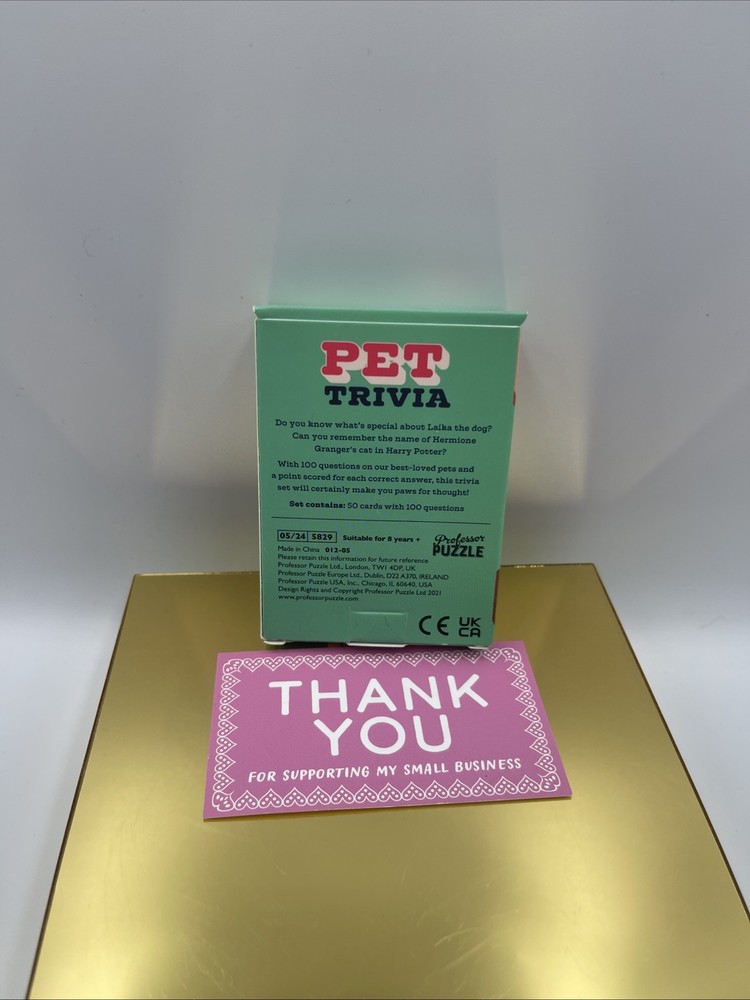 PET
TRIVIA
Do you know what's special about Laika the dog?
Can you remember the name of Hermione
Granger's cat in Harry Potter?
With 100 questions on our best-loved pets and
a point scored for each correct answer, this trivia
set will certainly make you paws for thought!
Set contains: 50 cards with 100 questions
05/24 5829 Suitable for 8 years +
Professor
PUZZLE
Made in China 012-85
Please retain this information for future reference
Professor Puzzle Ltd., London, TW1 4DP, UK
Professor Puzzle Europe Ltd., Dublin, D22 A370, IRELAND
Professor Puzzle USA, Inc., Chicago, IL 60640, USA
Design Rights and Copyright Professor Puzzle Ltd 2021
www.professorpuzzle.com
CE UK
CA
THANK
YOU
FOR SUPPORTING MY SMALL BUSINESS